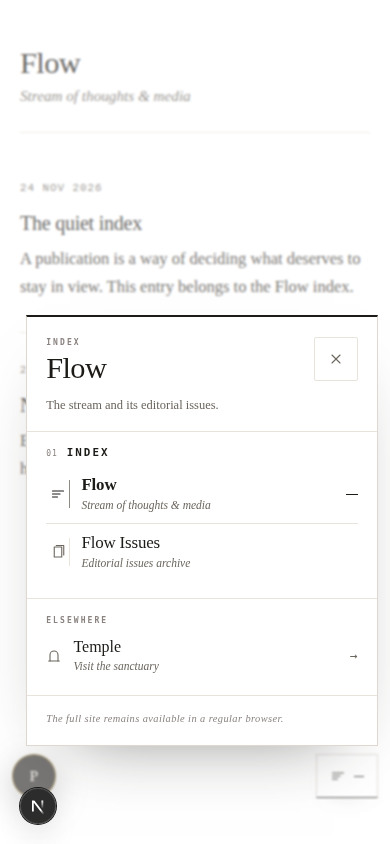 Flow
Stream of thoughts & media
24 NOV 2026
The quiet index
A publication is a way of deciding what deserves to
stay in view. This entry belongs to the Flow index.
INDEX
Flow
The stream and its editorial issues.
01 INDEX
Flow
Stream of thoughts & media
Flow Issues
Editorial issues archive
ELSEWHERE
Temple
Visit the sanctuary
→
The full site remains available in a regular browser.
P
N